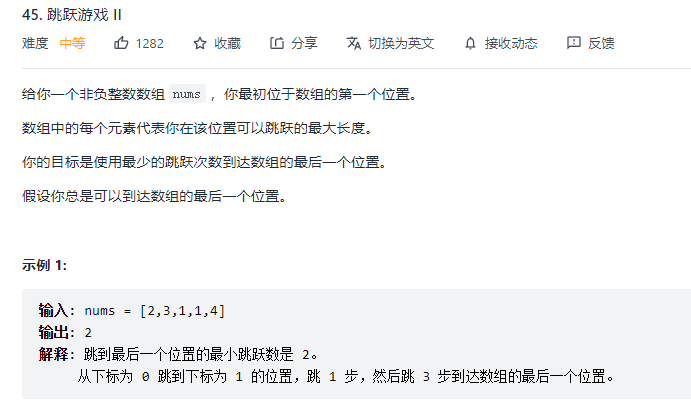 45. 跳跃游戏 II
难度 中等 1282 收藏 分享 切换为英文 接收动态 反馈
给你一个非负整数数组 nums ，你最初位于数组的第一个位置。
数组中的每个元素代表你在该位置可以跳跃的最大长度。
你的目标是使用最少的跳跃次数到达数组的最后一个位置。
假设你总是可以到达数组的最后一个位置。
示例 1:
输入: nums = [2,3,1,1,4]
输出: 2
解释: 跳到最后一个位置的最小跳跃数是 2。
从下标为 0 跳到下标为 1 的位置，跳 1 步，然后跳 3 步到达数组的最后一个位置。